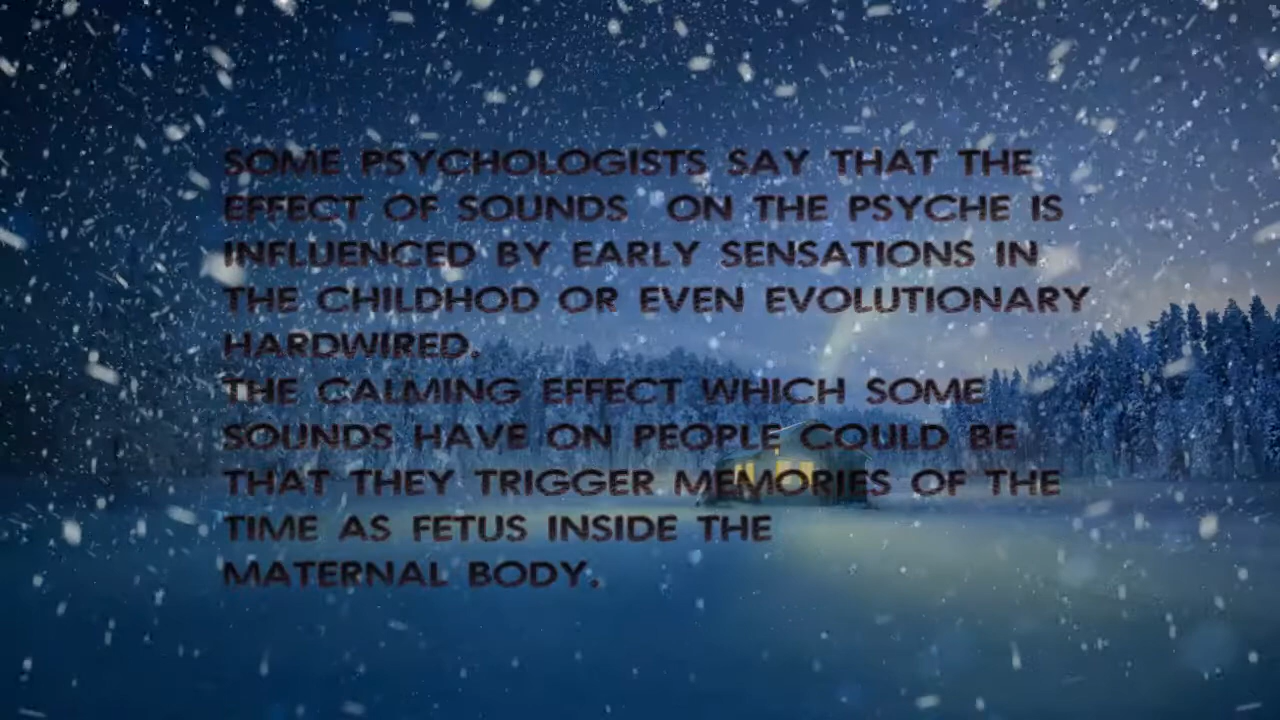 SOME PSYCHOLOGISTS SAY THAT THE
EFFECT OF SOUNDS ON THE PSYCHE IS
INFLUENCED BY EARLY SENSATIONS IN
THE CHILDHOD OR EVEN EVOLUTIONARY
HARDWIRED.
THE CALMING EFFECT WHICH SOME
SOUNDS HAVE ON PEOPLE COULD BE
THAT THEY TRIGGER MEMORIES OF THE
TIME AS FETUS INSIDE THE
MATERNAL BODY.